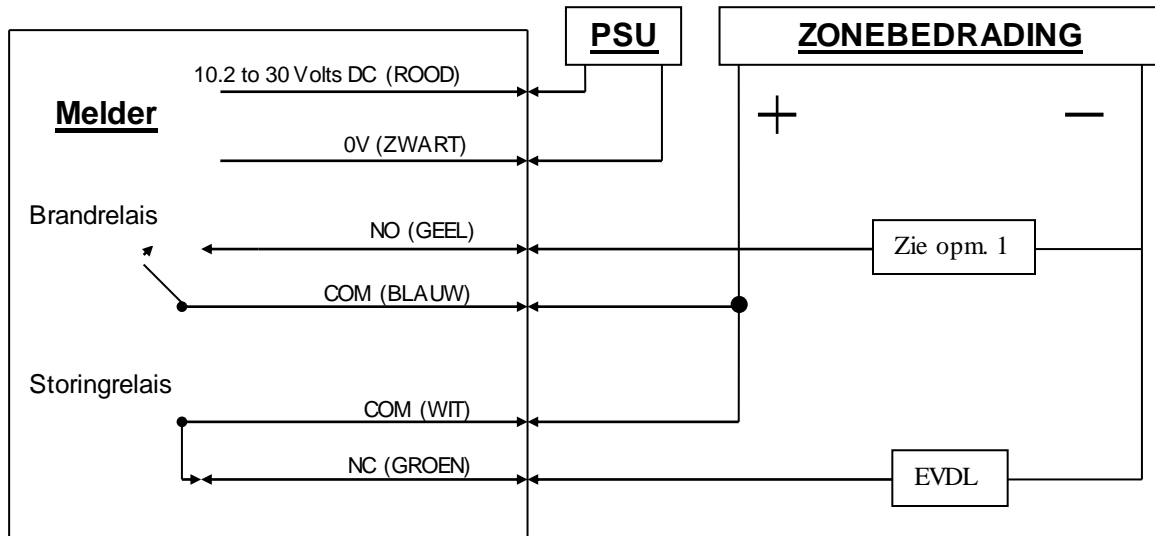 PSU
ZONEBEDRADING
10.2 to 30 Volts DC (ROOD)
Melder
+
−
0V (ZWART)
Brandrelais
NO (GEEL)
Zie opm. 1
COM (BLAUW)
Storingrelais
COM (WIT)
NC (GROEN)
EVDL